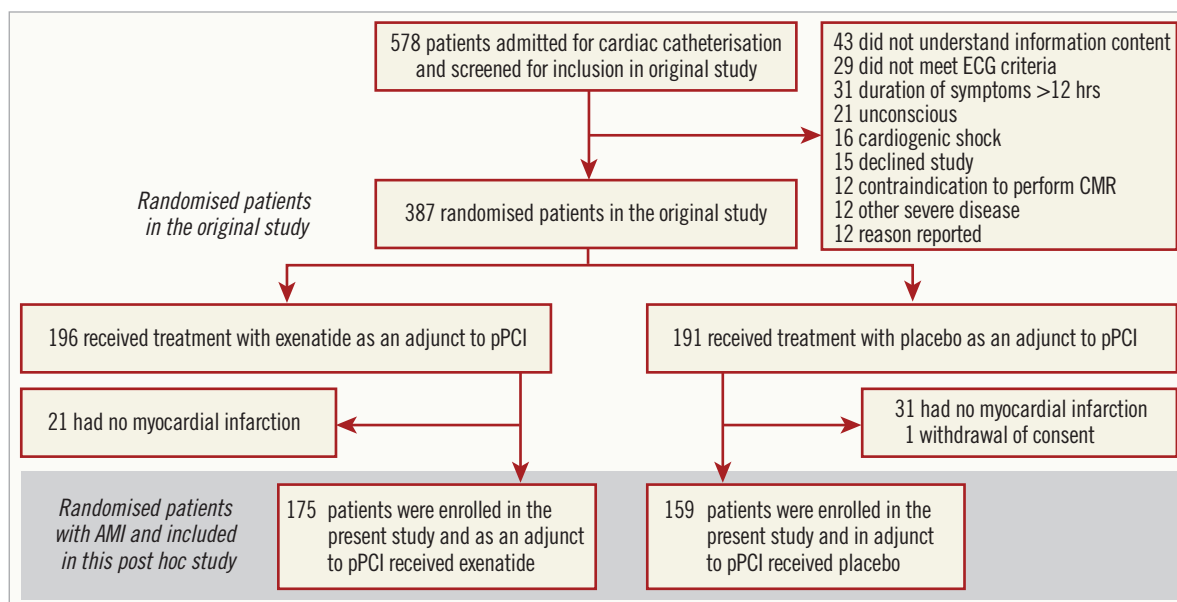 578 patients admitted for cardiac catheterisation
and screened for inclusion in original study
43 did not understand information content
29 did not meet ECG criteria
31 duration of symptoms >12 hrs
21 unconscious
16 cardiogenic shock
15 declined study
12 contraindication to perform CMR
12 other severe disease
12 reason reported
Randomised patients
in the original study
387 randomised patients in the original study
196 received treatment with exenatide as an adjunct to pPCI
191 received treatment with placebo as an adjunct to pPCI
21 had no myocardial infarction
31 had no myocardial infarction
1 withdrawal of consent
Randomised patients
with AMI and included
in this post hoc study
175 patients were enrolled in the
present study and as an adjunct
to pPCI received exenatide
159 patients were enrolled in the
present study and in adjunct
to pPCI received placebo